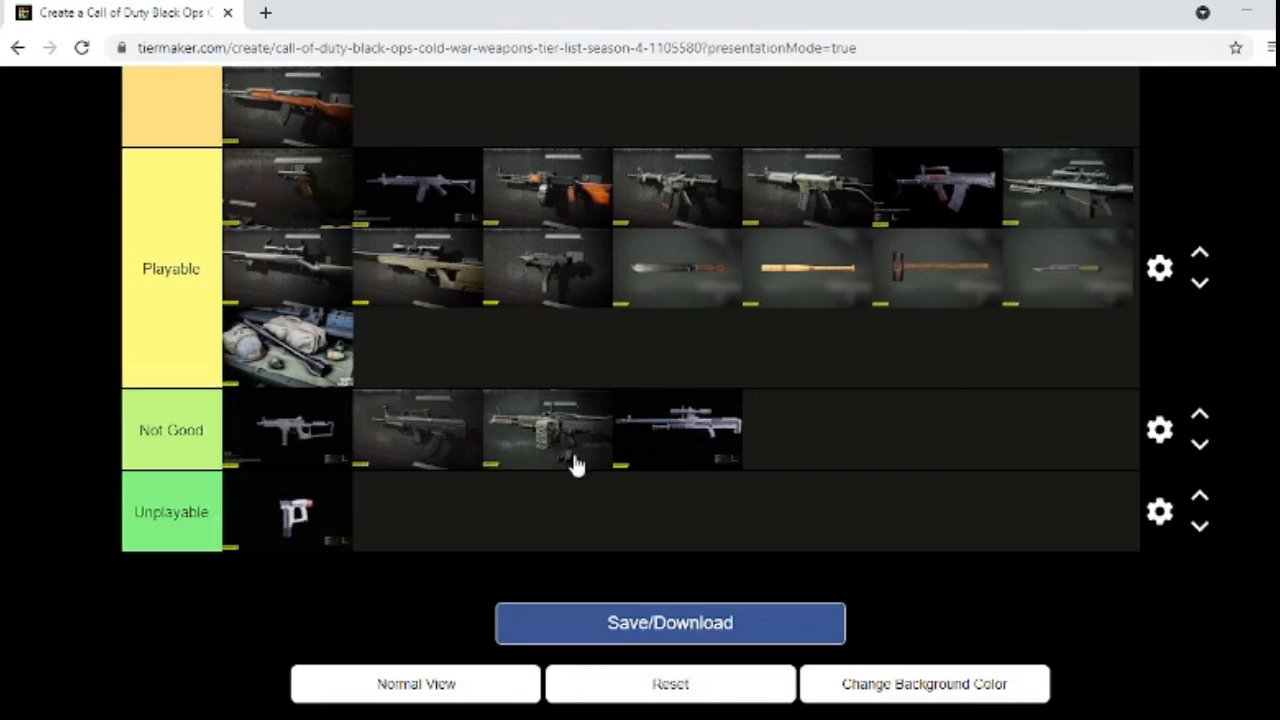 Create a Call of Duty Black Ops C
tiermaker.com/create/call-of-duty-black-ops-cold-war-weapons-tier-list-season-4-1105580?presentationMode=true
Playable
Not Good
Unplayable
Save/Download
Normal View
Reset
Change Background Color